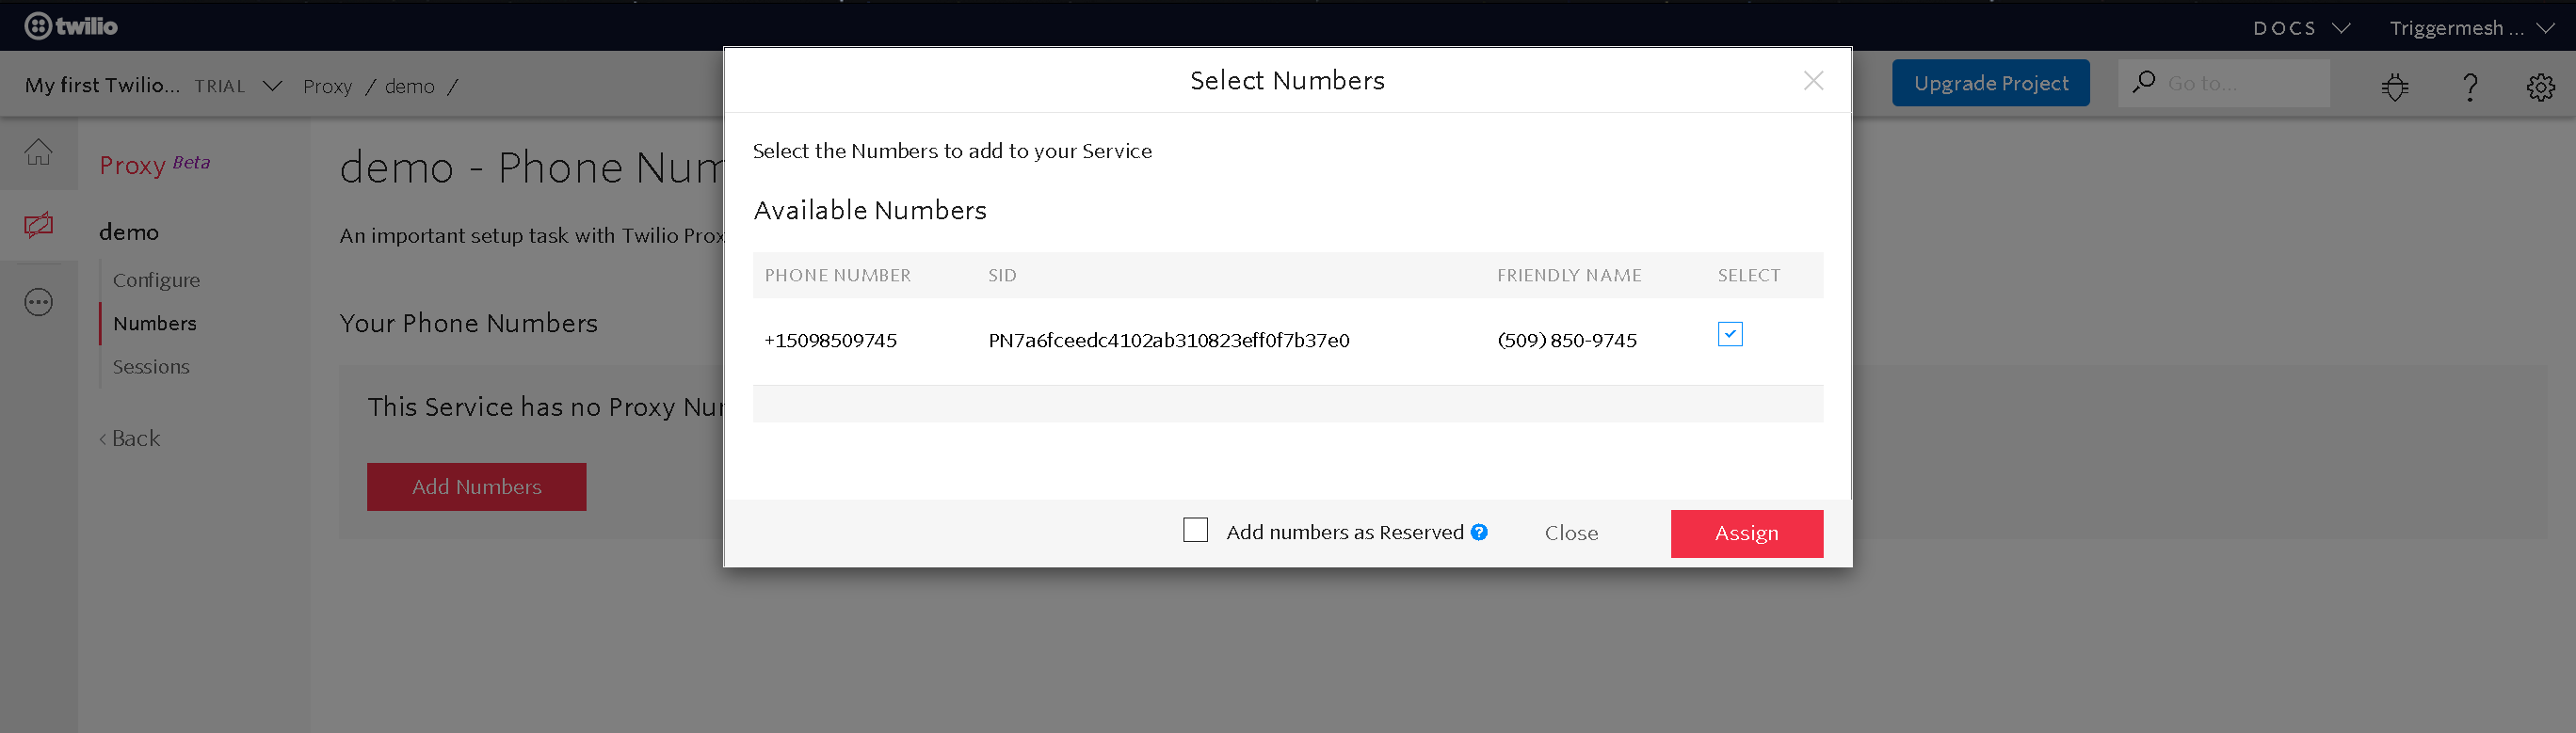 twilio
DOCS
Triggermesh ...
My first Twilio... TRIAL
Proxy / demo /
Upgrade Project
Go to...
Select Numbers
Select the Numbers to add to your Service
Available Numbers
PHONE NUMBER SID FRIENDLY NAME SELECT
+15098509745 PN7a6fceedc4102ab310823eff0f7b37e0 (509) 850-9745
Add numbers as Reserved ?
Close
Assign
Proxy Beta
demo
Configure
Numbers
Sessions
‹ Back
demo - Phone Num
An important setup task with Twilio Prox
Your Phone Numbers
This Service has no Proxy Nu
Add Numbers